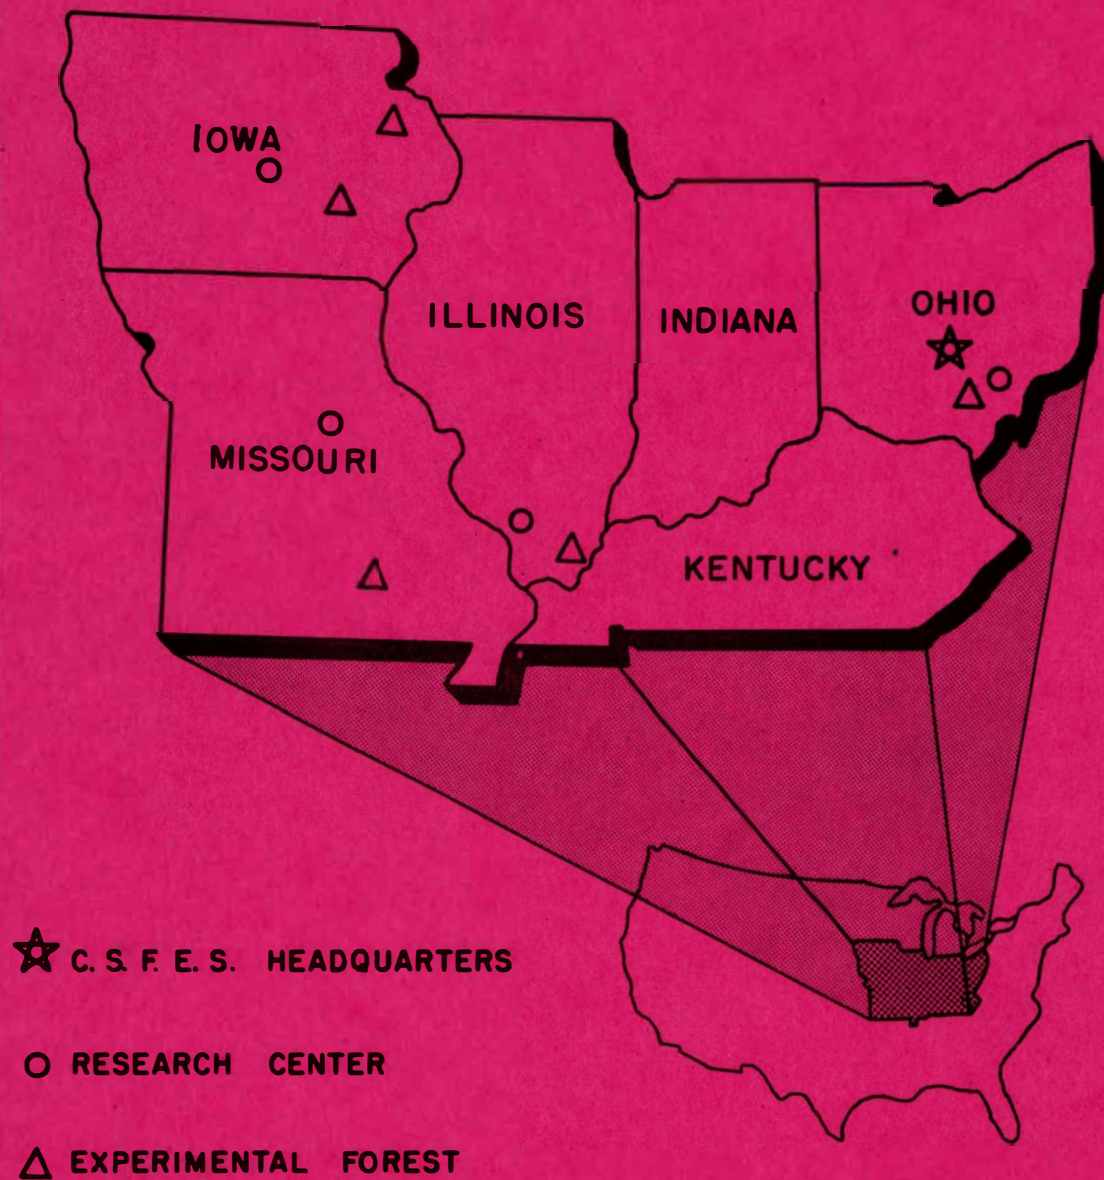 IOWA
ILLINOIS
INDIANA
OHIO
MISSOURI
KENTUCKY
C. S. F. E. S. HEADQUARTERS
RESEARCH CENTER
EXPERIMENTAL FOREST